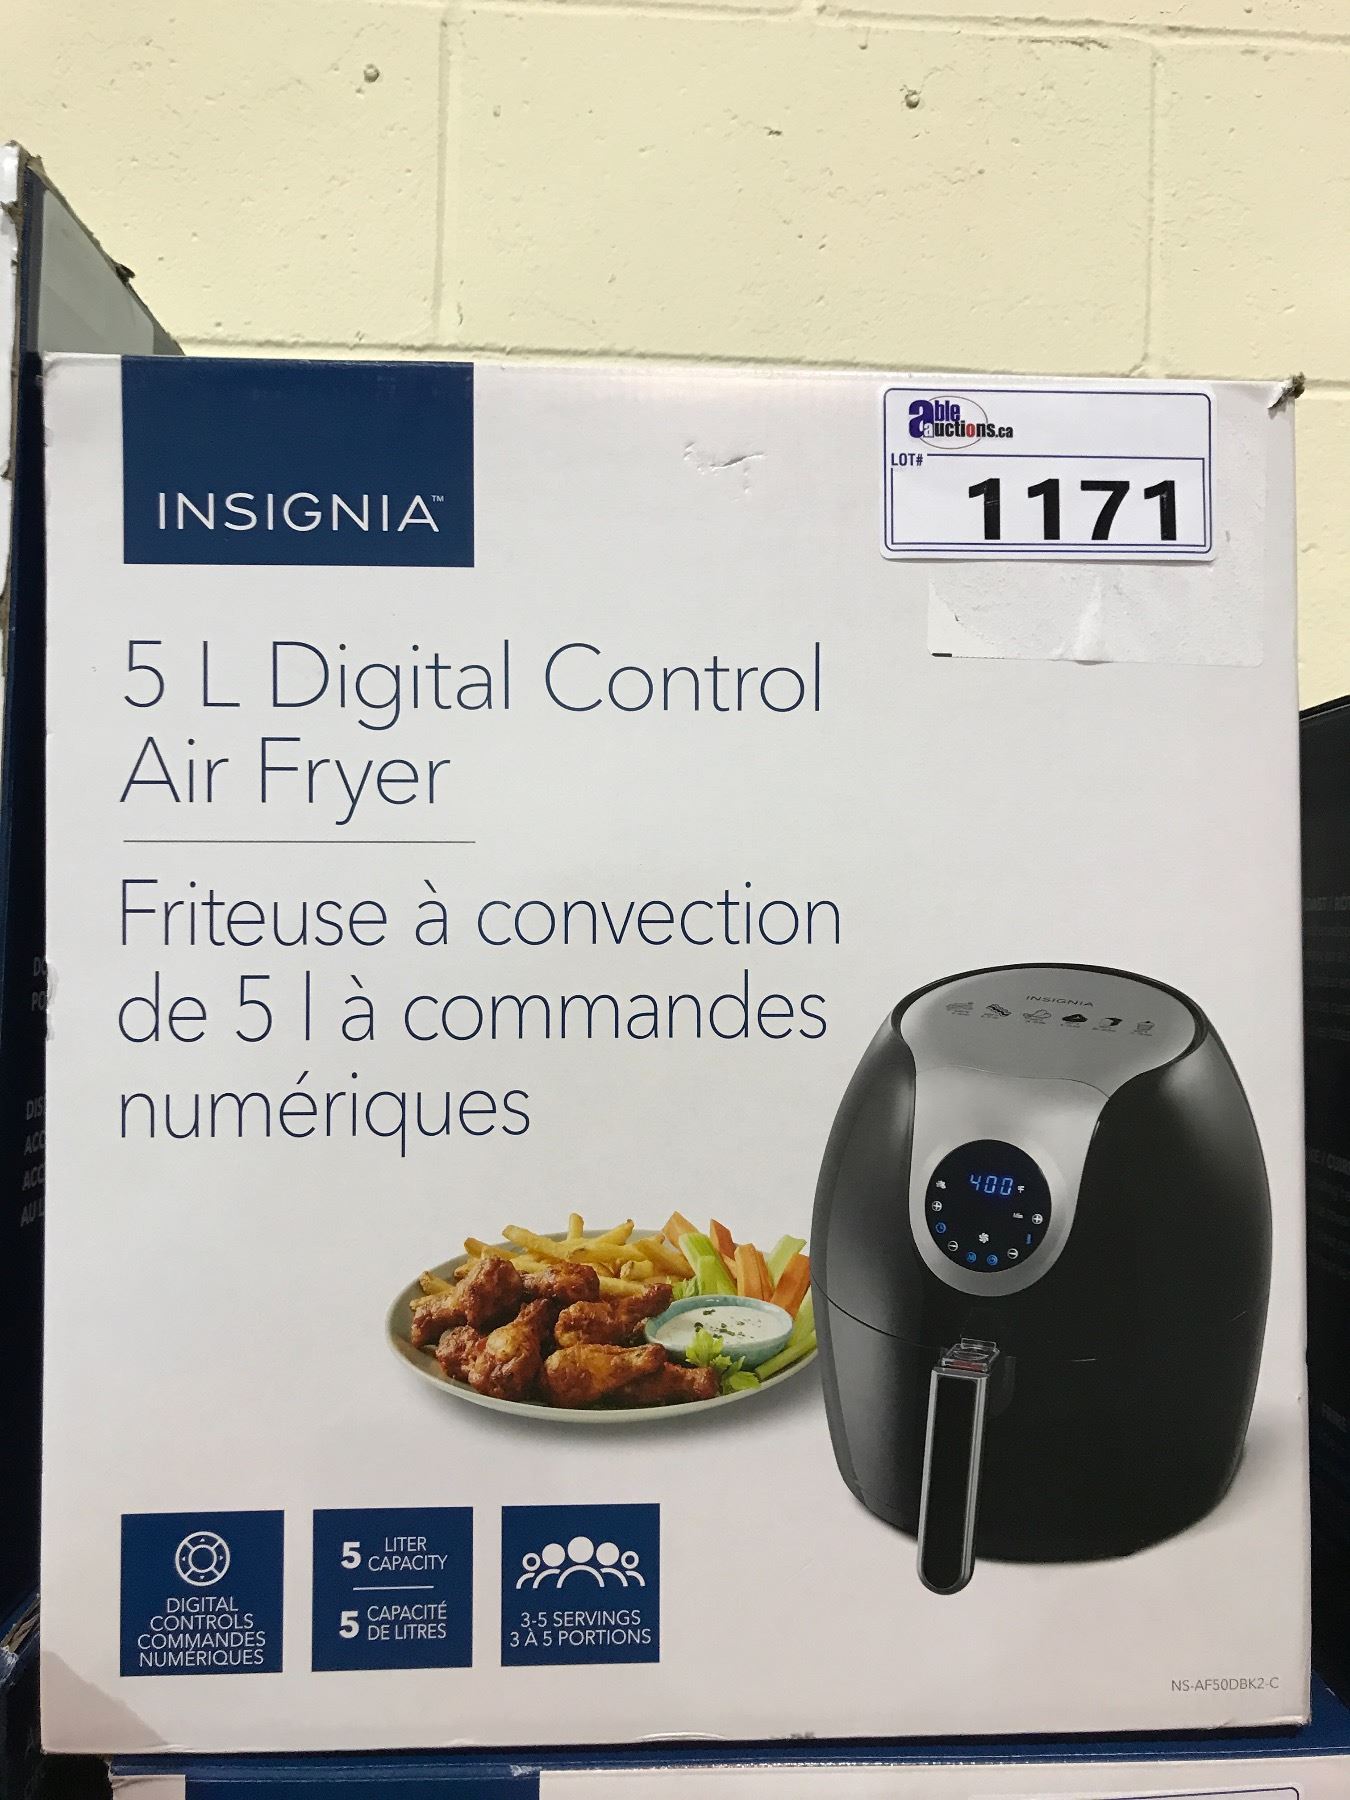 able
auctions.ca
LOT#
1171
INSIGNIA™
5 L Digital Control
Air Fryer
Friteuse à convection
de 5 l à commandes
numériques
INSIGNIA
400 °F
Min
DIGITAL
CONTROLS
COMMANDES
NUMÉRIQUES
5 LITER
CAPACITY
5 CAPACITÉ
DE LITRES
3-5 SERVINGS
3 À 5 PORTIONS
NS-AF50DBK2-C